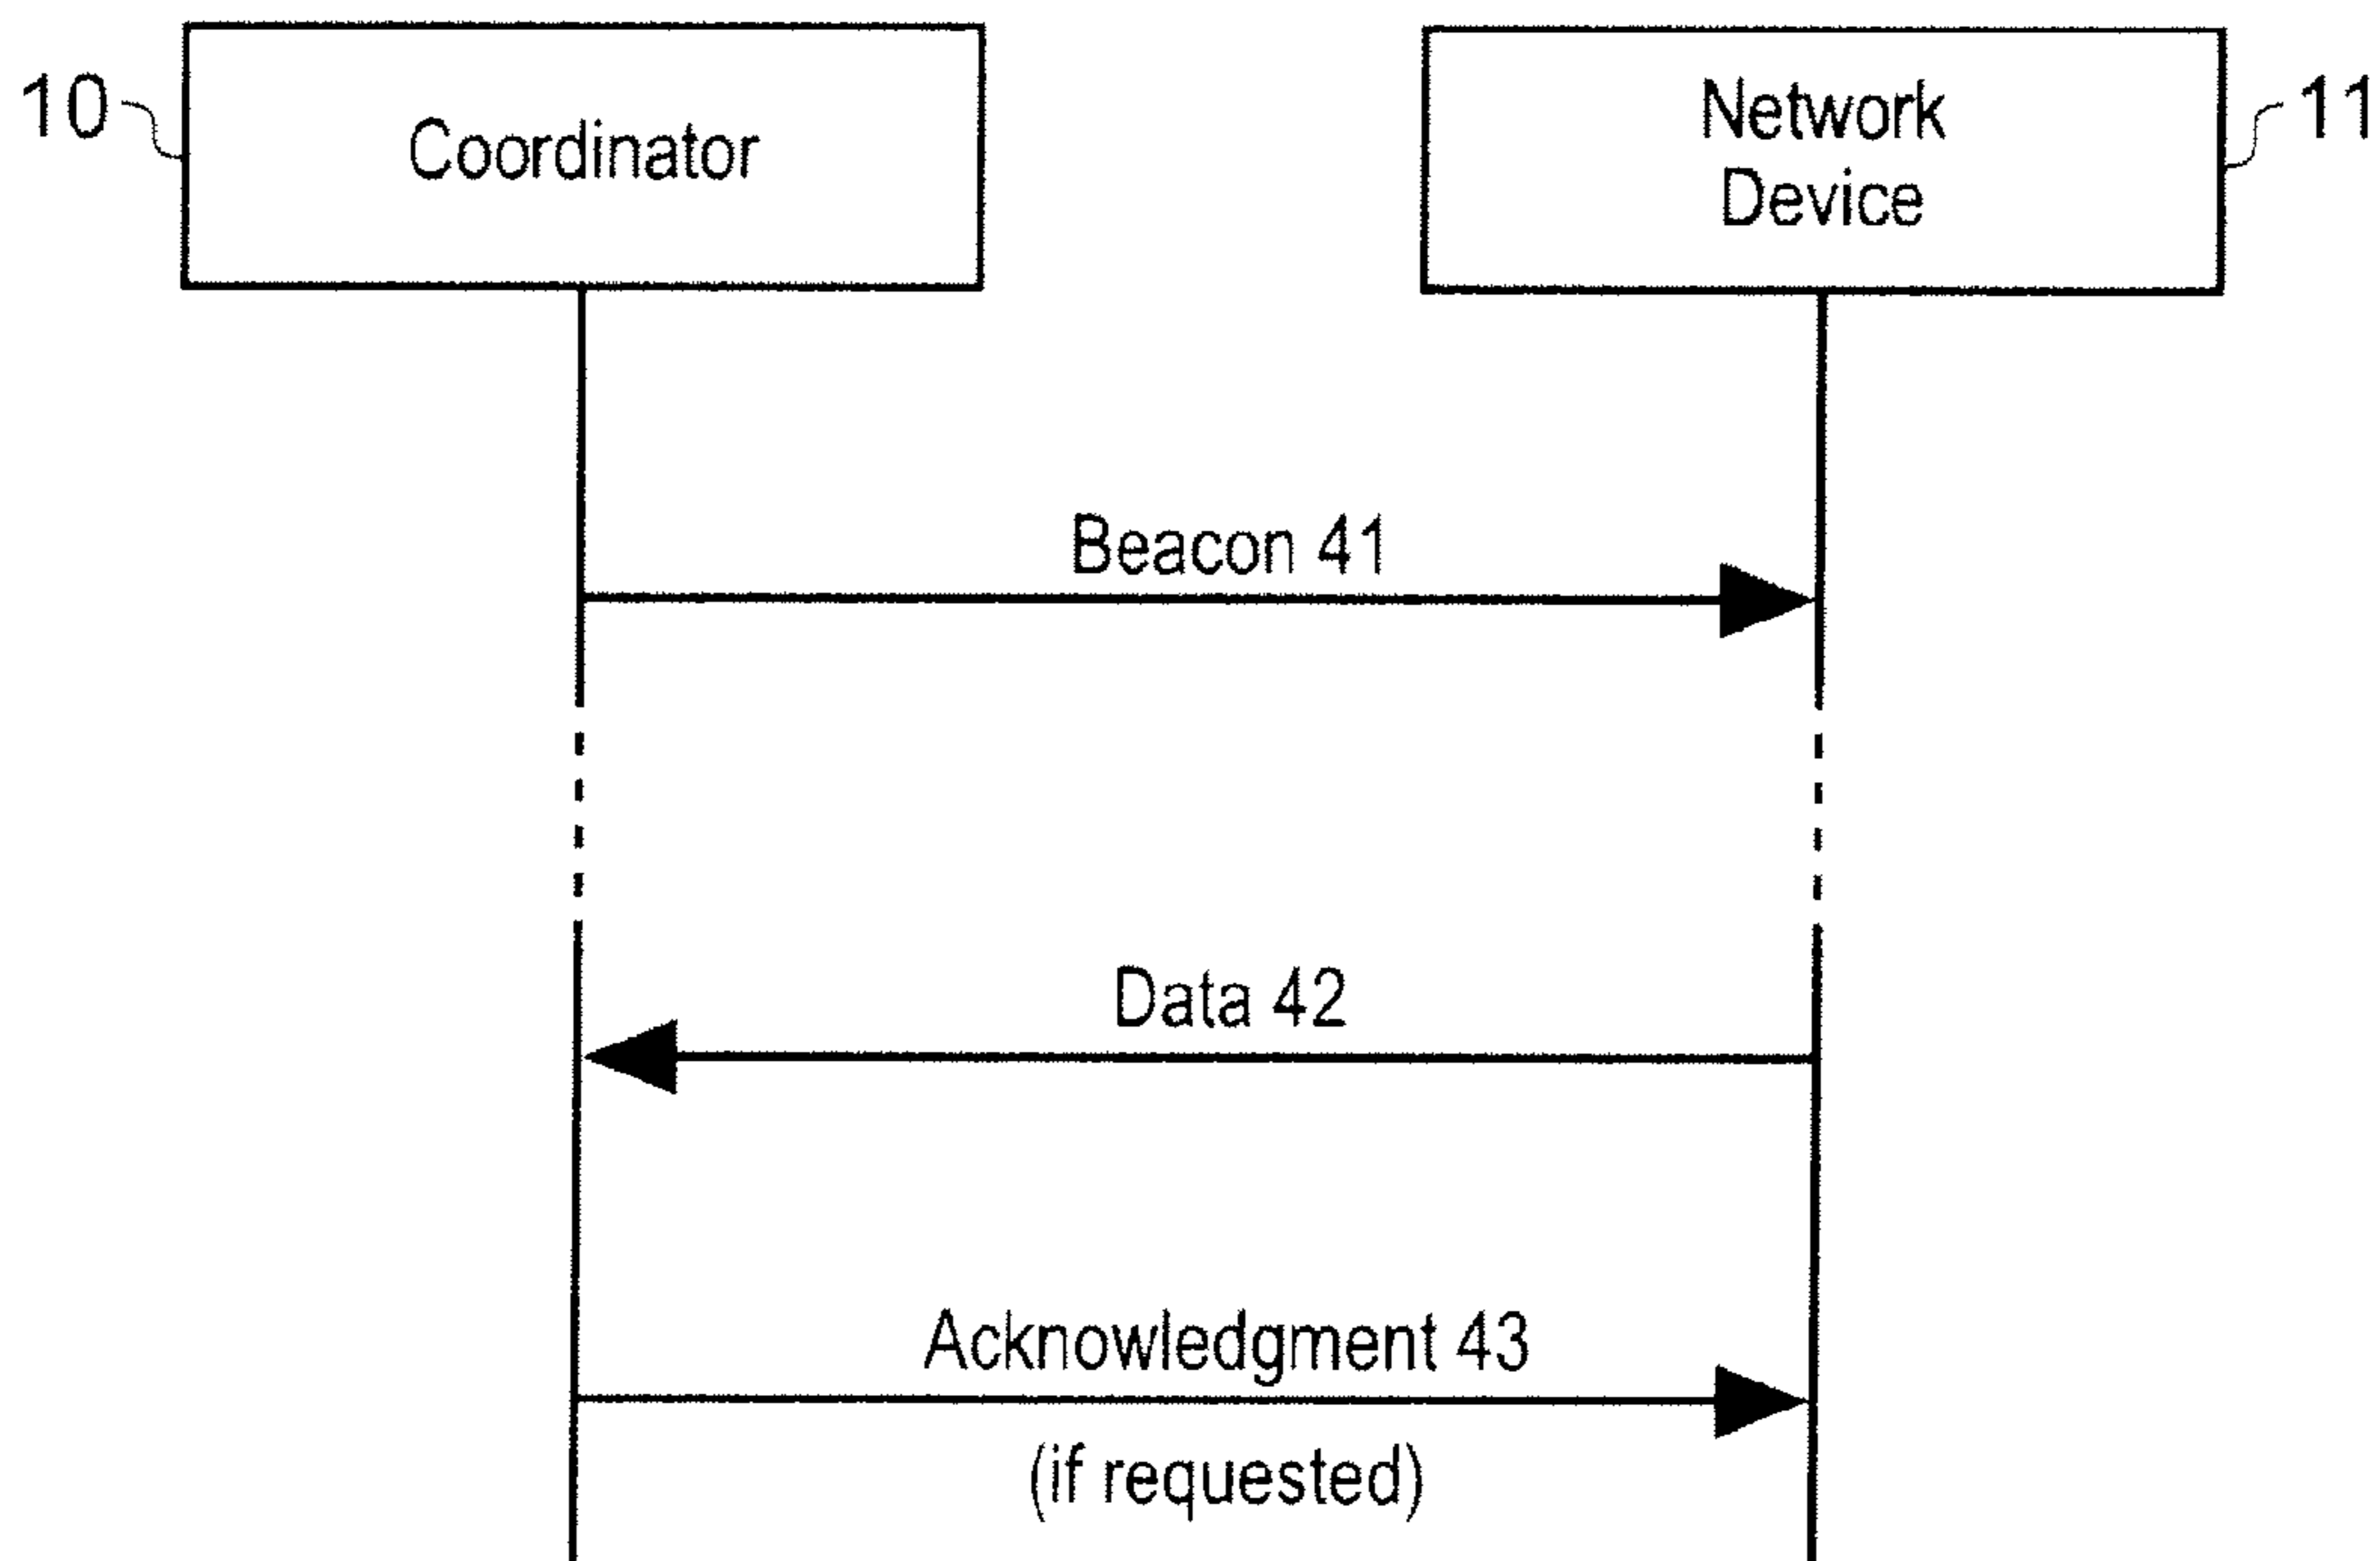 10
Coordinator
Network
Device
11
Beacon 41
Data 42
Acknowledgment 43
(if requested)